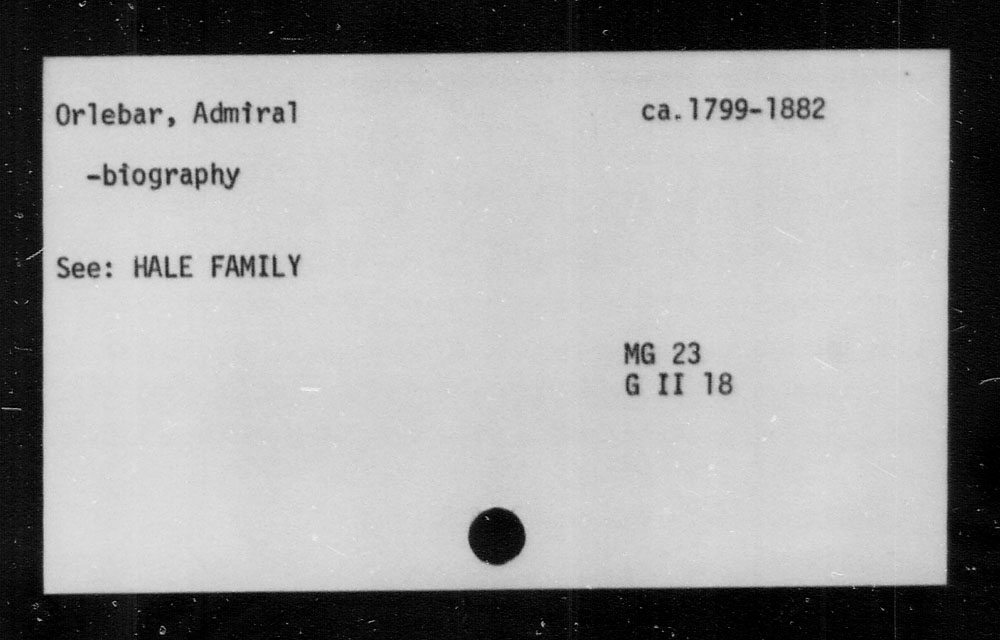 Orlebar, Admiral ca.1799-1882
-biography
See: HALE FAMILY
MG 23
G II 18